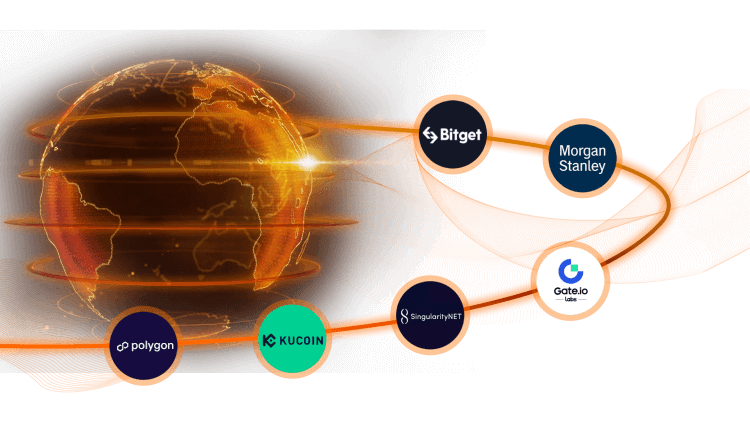 Bitget
Morgan
Stanley
Gate.io
Labs
SingularityNET
KUCOIN
polygon